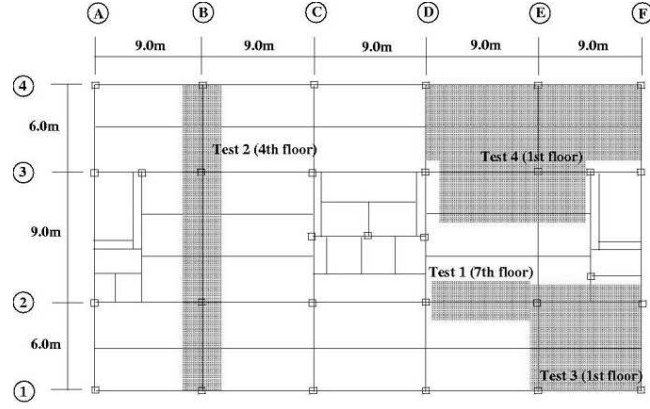 A B C D E F
9.0m 9.0m 9.0m 9.0m 9.0m
4
6.0m
Test 2 (4th floor)
Test 4 (1st floor)
3
9.0m
Test 1 (7th floor)
2
6.0m
Test 3 (1st floor)
1